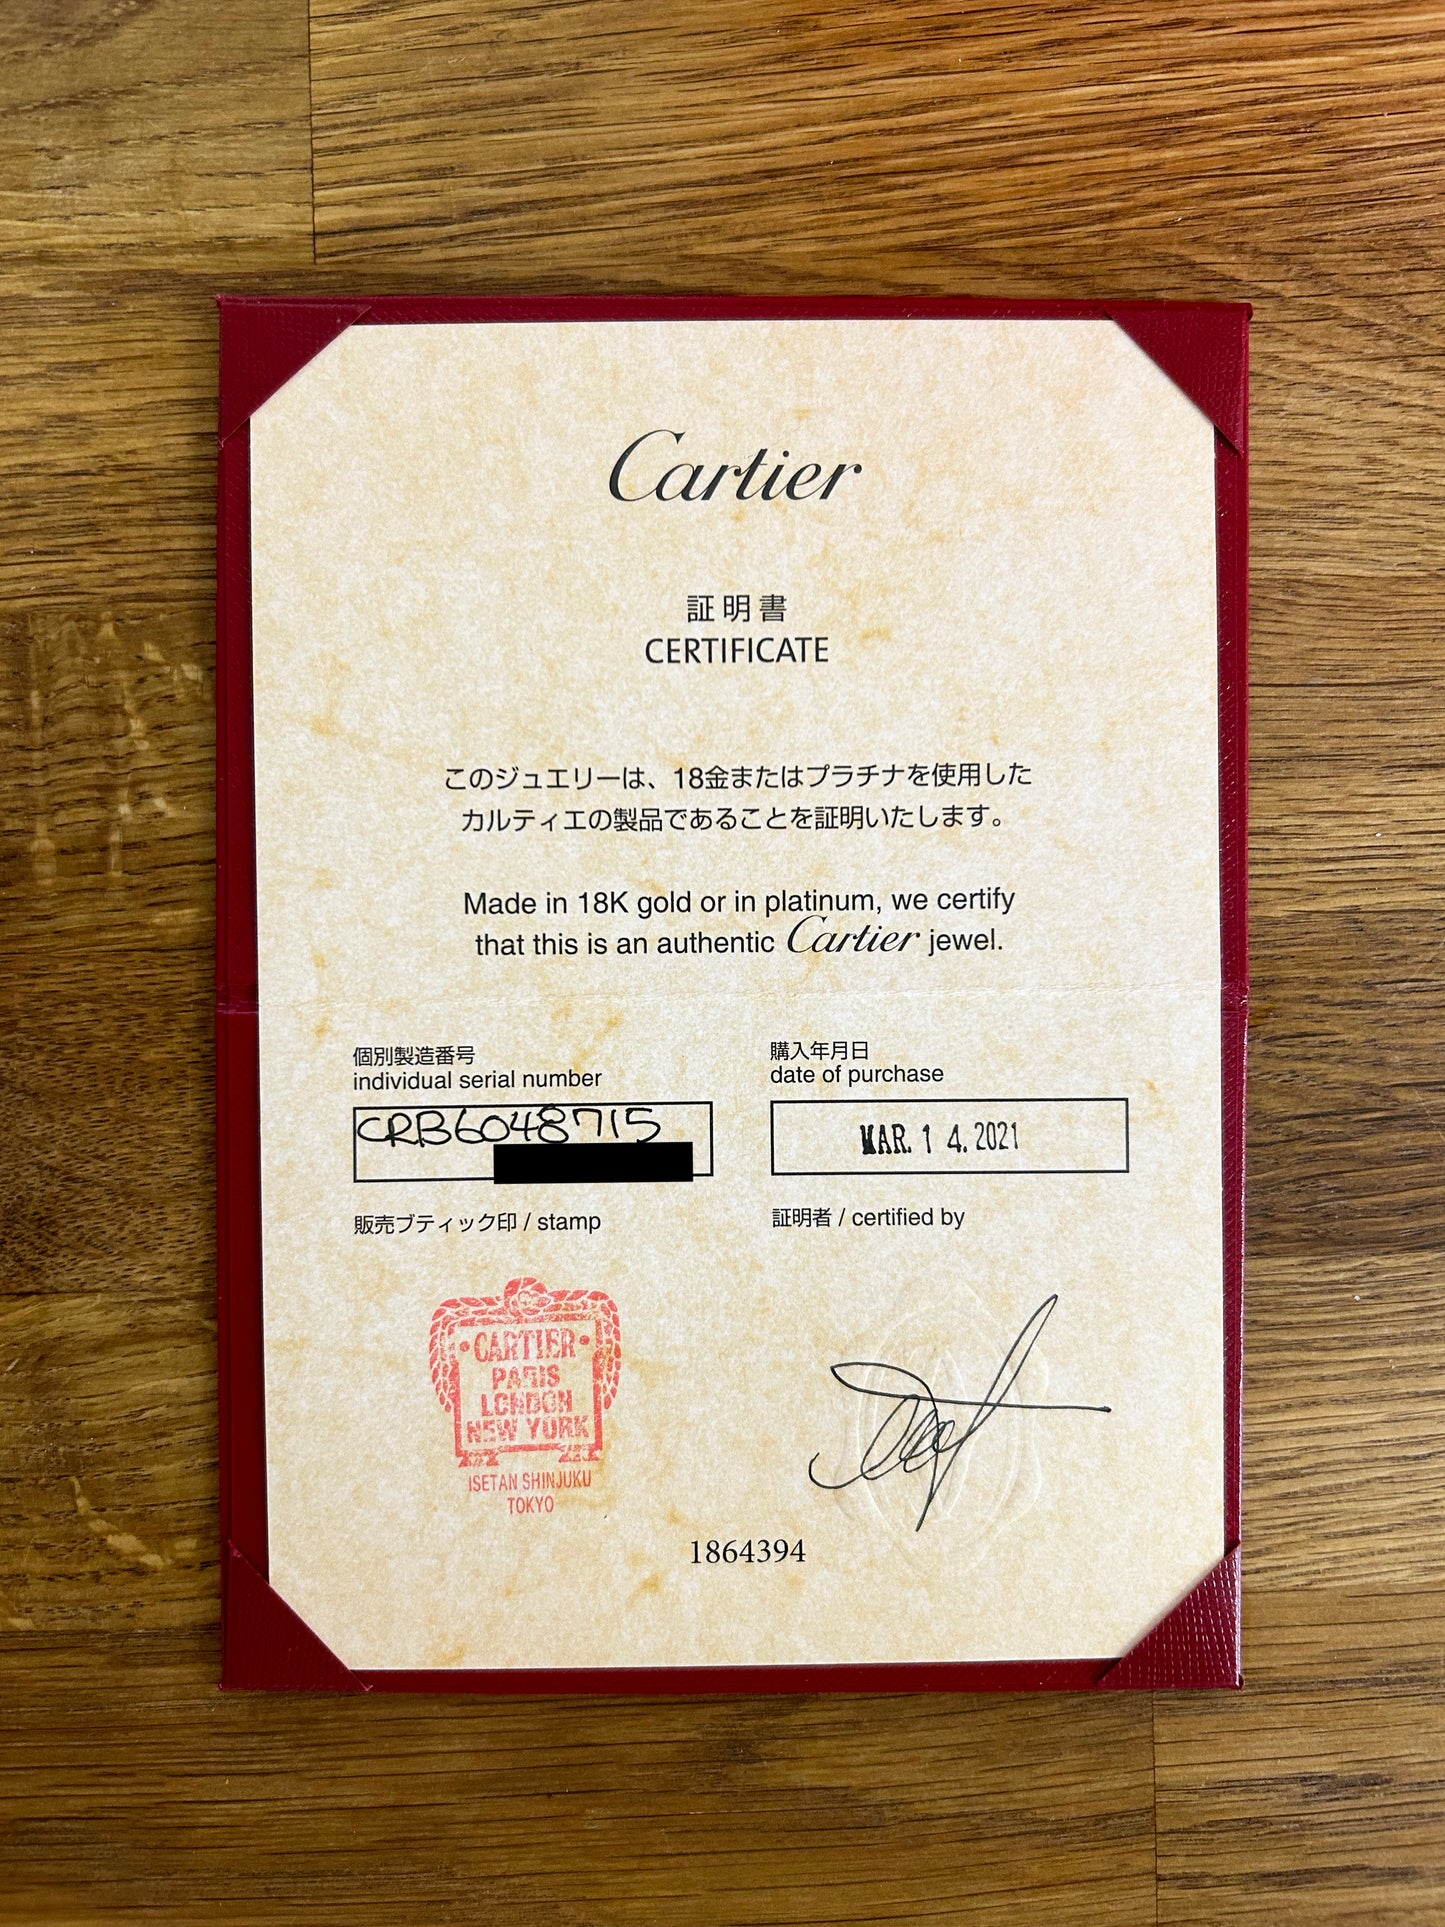 Cartier
証明書
CERTIFICATE
このジュエリーは、18金またはプラチナを使用した
カルティエの製品であることを証明いたします。
Made in 18K gold or in platinum, we certify
that this is an authentic Cartier jewel.
個別製造番号
individual serial number
CRB6048715
購入年月日
date of purchase
MAR. 14. 2021
販売ブティック印 / stamp
証明者 / certified by
CARTIER
PARIS
LONDON
NEW YORK
ISETAN SHINJUKU
TOKYO
1864394